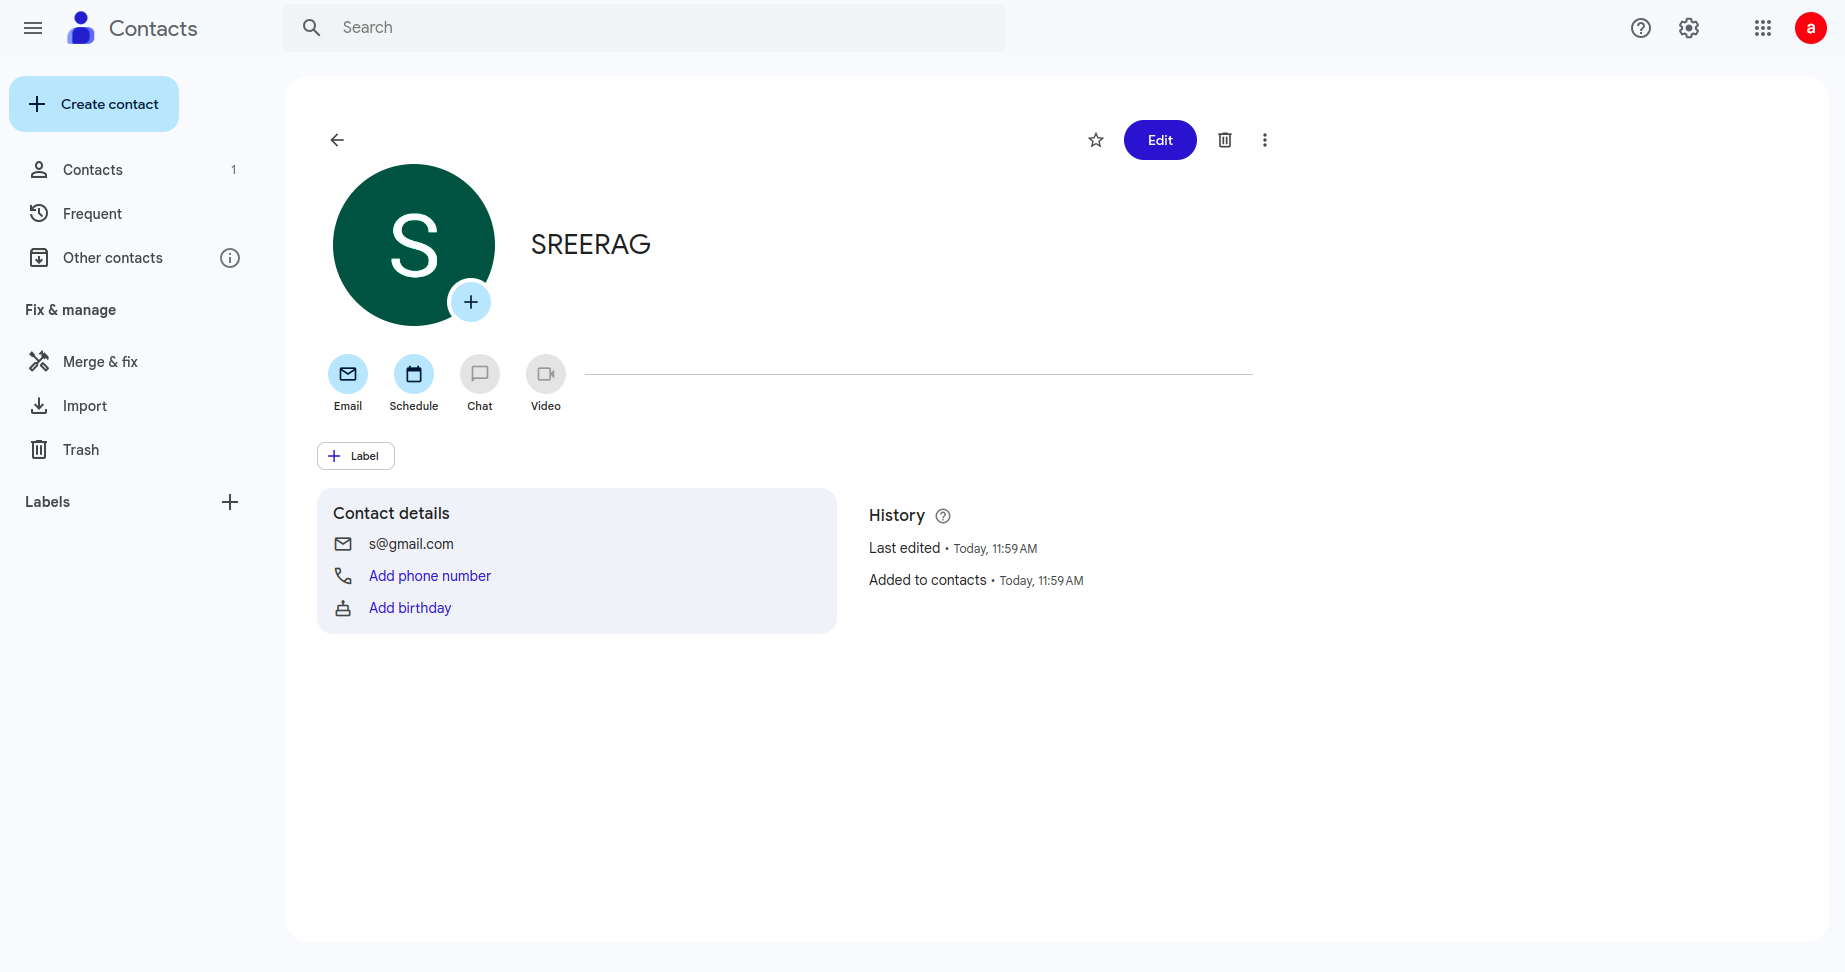 Contacts
Search
a
Create contact
Contacts 1
Frequent
Other contacts
Fix & manage
Merge & fix
Import
Trash
Labels
Edit
S
SREERAG
Email Schedule Chat Video
Label
Contact details
s@gmail.com
Add phone number
Add birthday
History
Last edited • Today, 11:59 AM
Added to contacts • Today, 11:59 AM